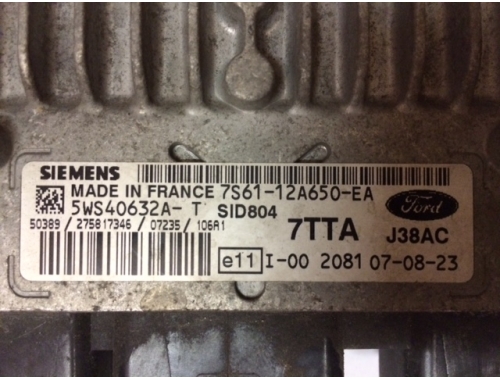 SIEMENS
MADE IN FRANCE 7S61-12A650-EA
5WS40632A- T SID804
50389 / 275817346 / 07235 / 106A1
7TTA
Ford
J38AC
e11 I-00 2081 07-08-23